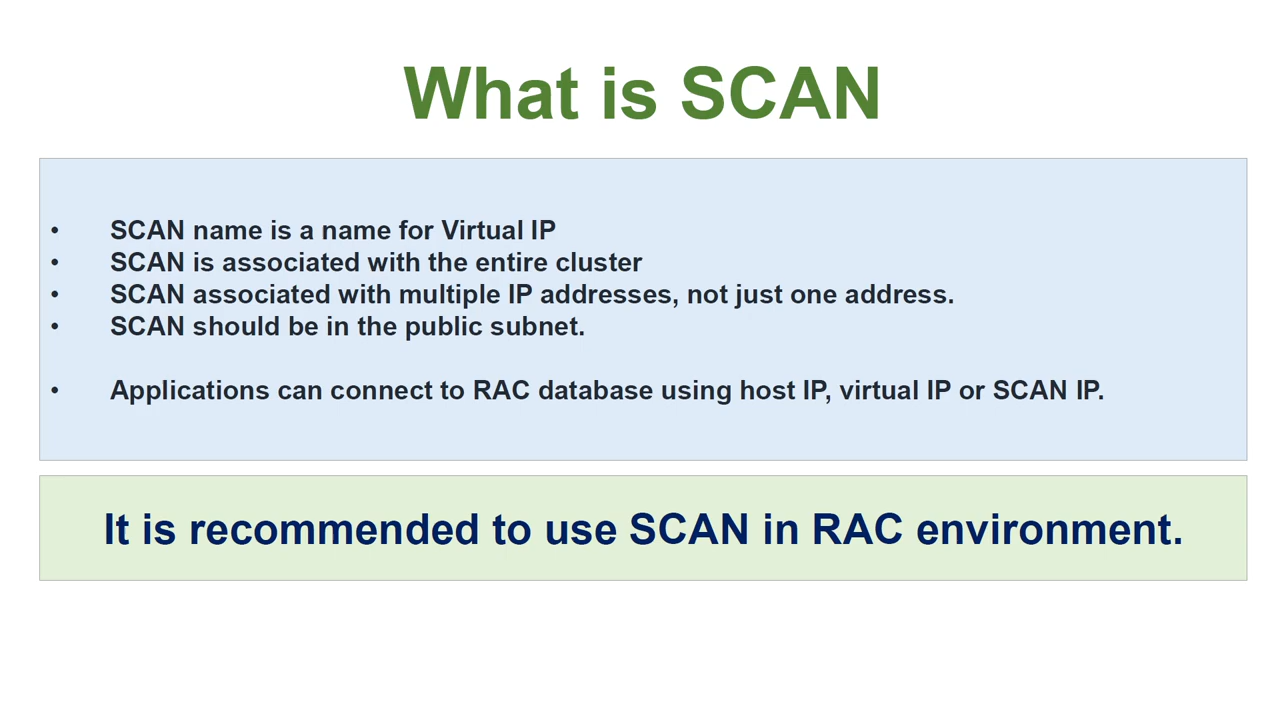 What is SCAN
• SCAN name is a name for Virtual IP
• SCAN is associated with the entire cluster
• SCAN associated with multiple IP addresses, not just one address.
• SCAN should be in the public subnet.
• Applications can connect to RAC database using host IP, virtual IP or SCAN IP.
It is recommended to use SCAN in RAC environment.